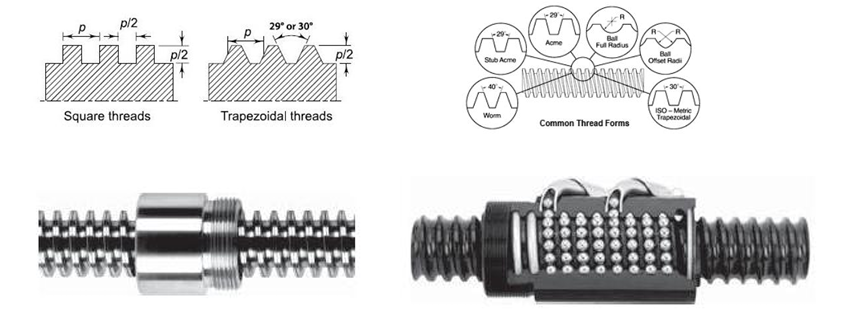 p
p/2
p/2
Square threads
p
29° or 30°
p/2
Trapezoidal threads
29°
Stub Acme
29°
Acme
R
Ball
Full Radius
R
R
Ball
Offset Radii
40°
Worm
30°
ISO – Metric
Trapezoidal
Common Thread Forms